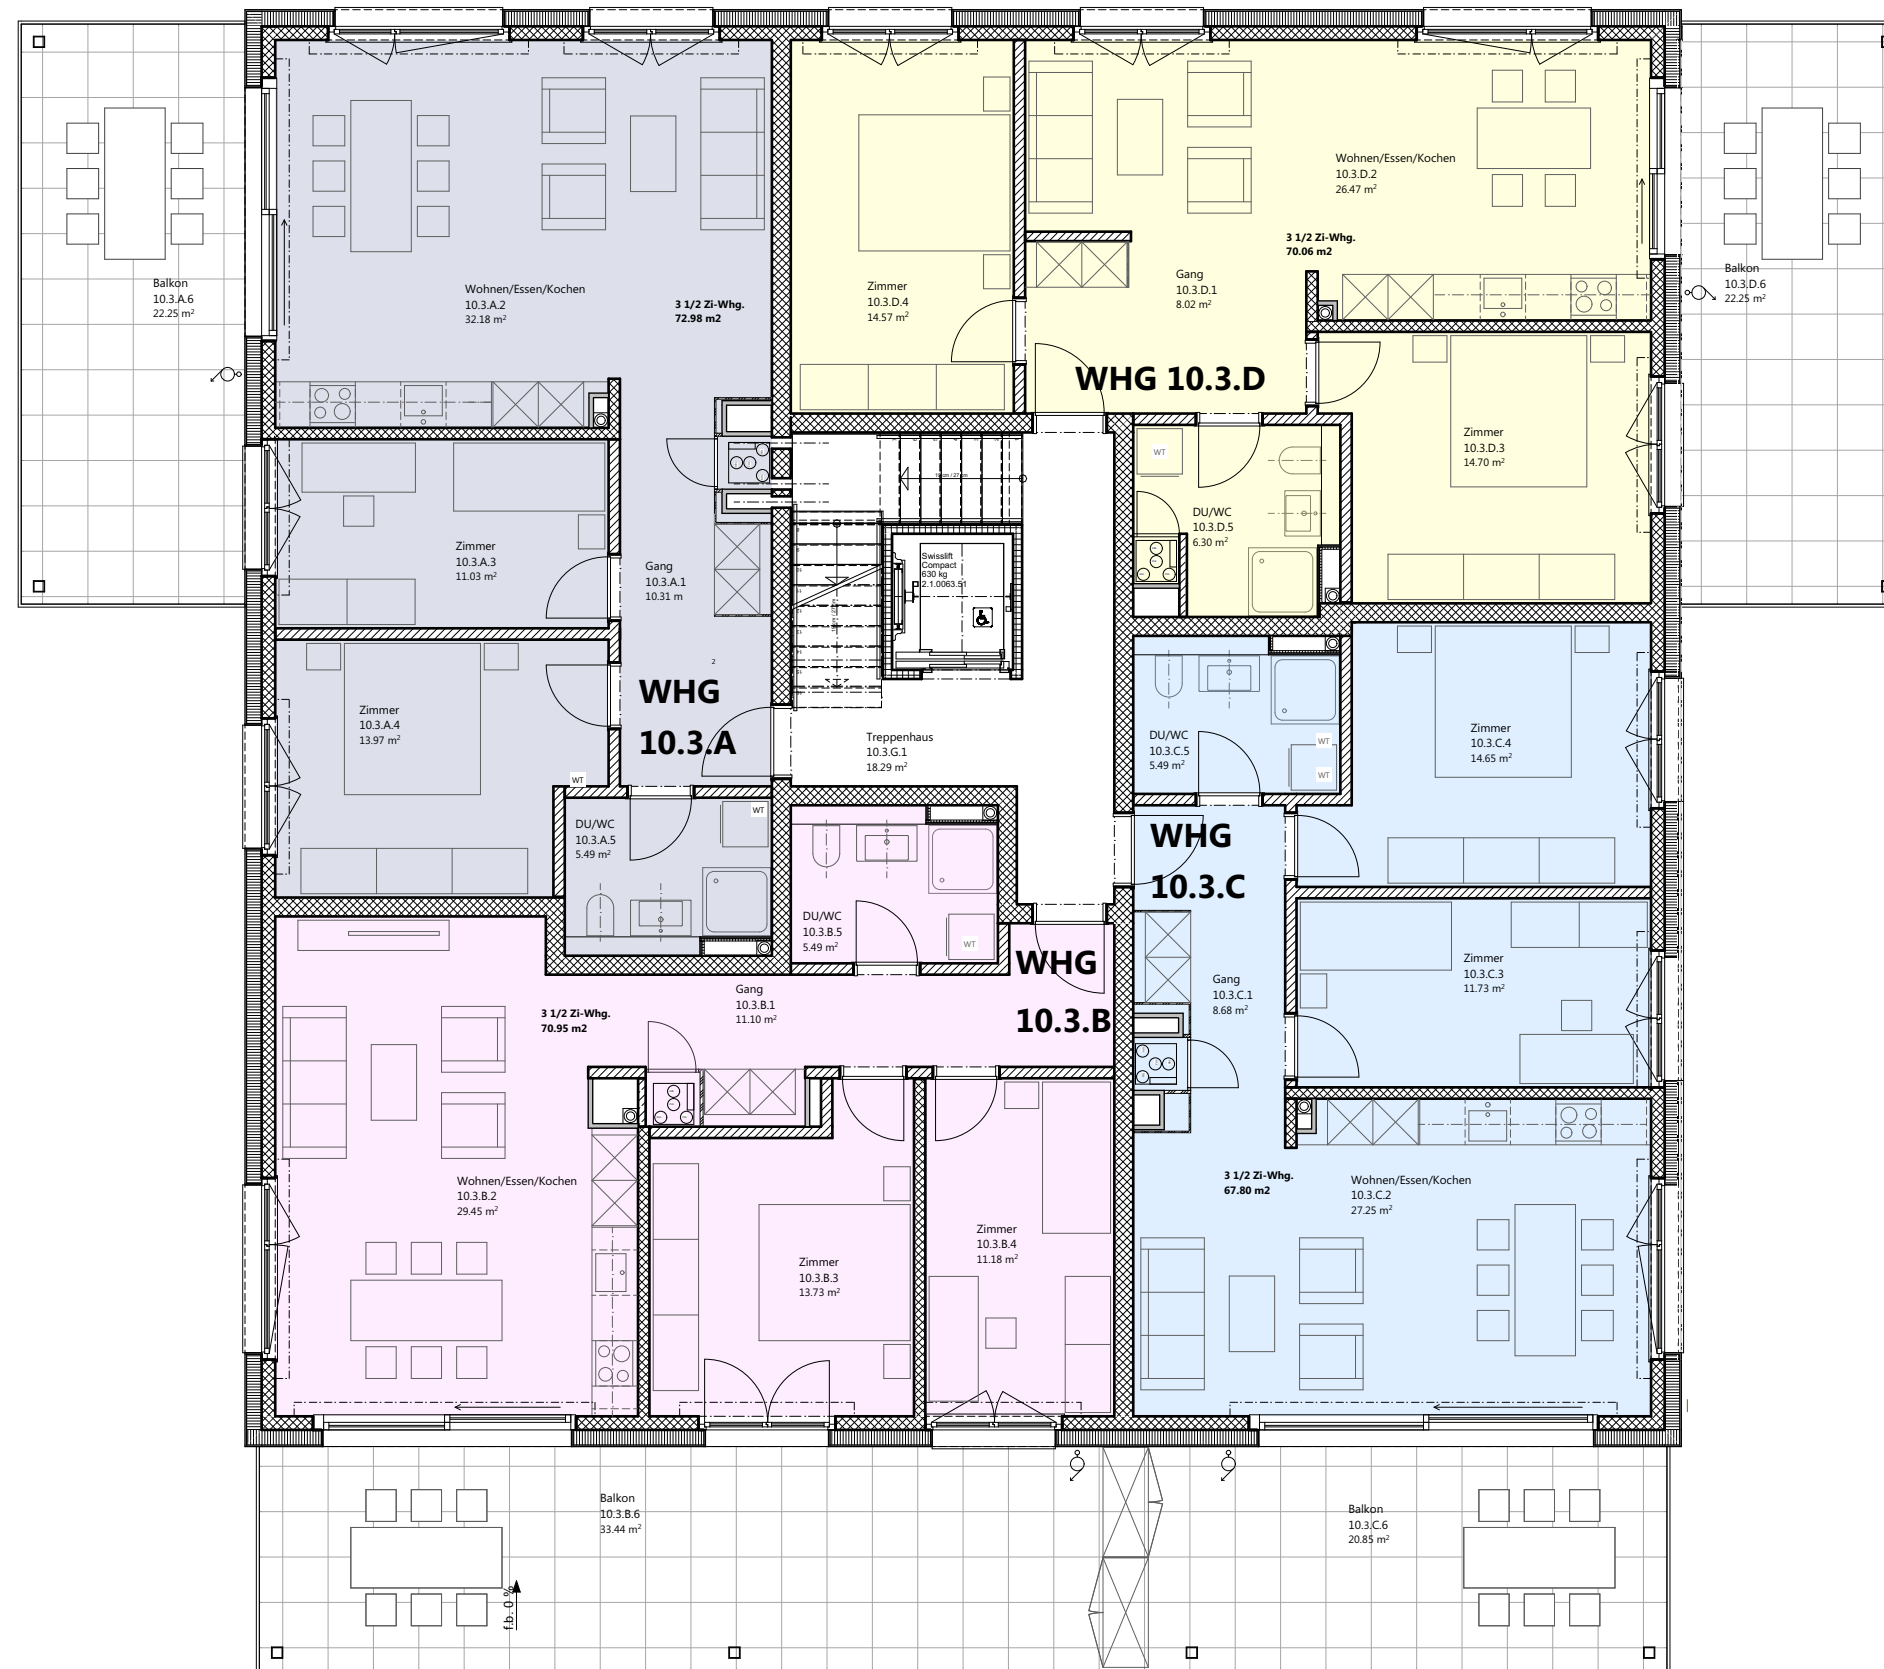 Balkon
10.3.A.6
22.25 m²
Wohnen/Essen/Kochen
10.3.A.2
32.18 m²
3 1/2 Zi-Whg.
72.98 m2
Zimmer
10.3.A.3
11.03 m²
Gang
10.3.A.1
10.31 m
2
Zimmer
10.3.A.4
13.97 m²
WHG
10.3.A
WT
DU/WC
10.3.A.5
5.49 m²
WT
Zimmer
10.3.D.4
14.57 m²
Wohnen/Essen/Kochen
10.3.D.2
26.47 m²
3 1/2 Zi-Whg.
70.06 m2
Gang
10.3.D.1
8.02 m²
Balkon
10.3.D.6
22.25 m²
WHG 10.3.D
WT
DU/WC
10.3.D.5
6.30 m²
Zimmer
10.3.D.3
14.70 m²
Swisslift
Compact
630 kg
2.1.0063.51
Treppenhaus
10.3.G.1
18.29 m²
DU/WC
10.3.C.5
5.49 m²
WT
WT
Zimmer
10.3.C.4
14.65 m²
WHG
10.3.C
Gang
10.3.C.1
8.68 m²
Zimmer
10.3.C.3
11.73 m²
3 1/2 Zi-Whg.
67.80 m2
Wohnen/Essen/Kochen
10.3.C.2
27.25 m²
DU/WC
10.3.B.5
5.49 m²
WT
WHG
10.3.B
Gang
10.3.B.1
11.10 m²
3 1/2 Zi-Whg.
70.95 m2
Wohnen/Essen/Kochen
10.3.B.2
29.45 m²
Zimmer
10.3.B.3
13.73 m²
Zimmer
10.3.B.4
11.18 m²
Balkon
10.3.B.6
33.44 m²
f.b. 0 %
Balkon
10.3.C.6
20.85 m²